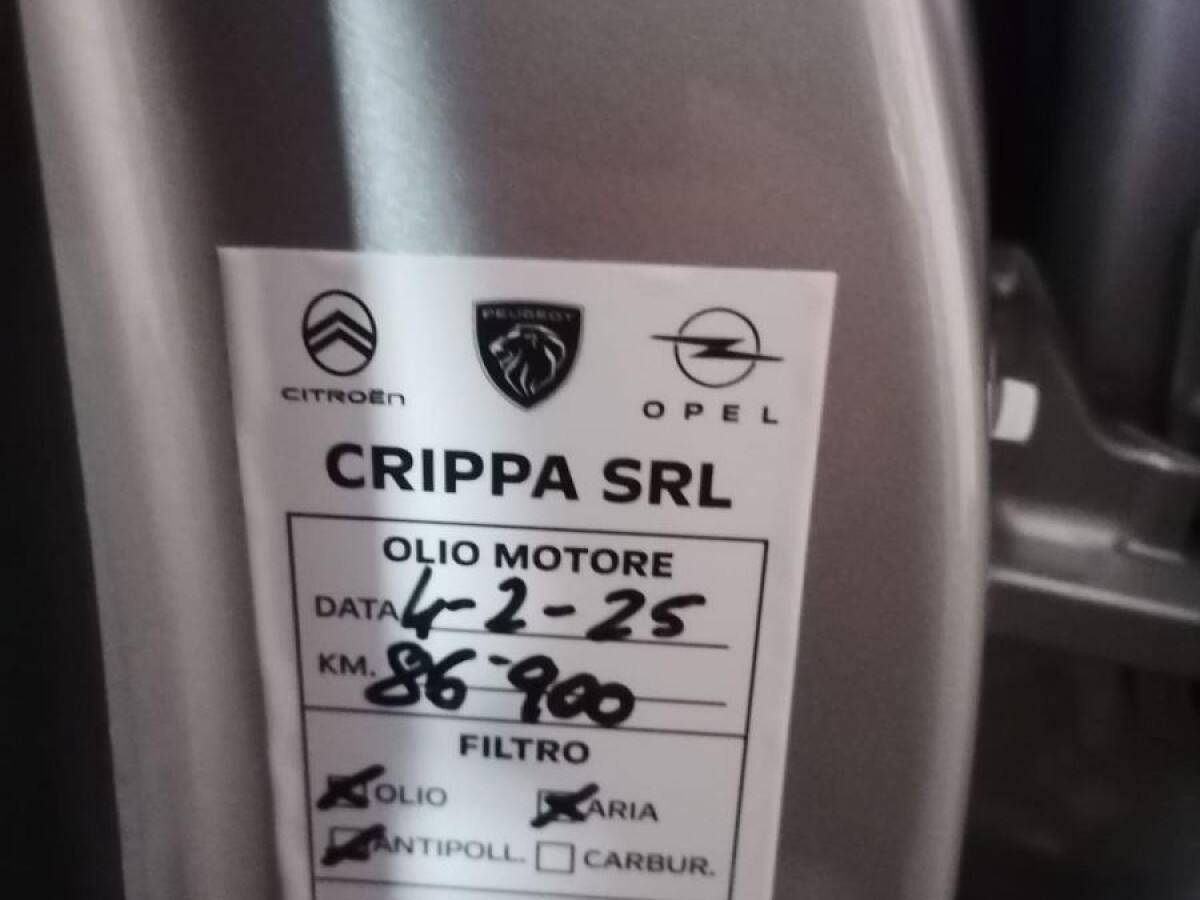 PEUGEOT
CITROËN
OPEL
CRIPPA SRL
OLIO MOTORE
DATA 4-2-25
KM. 86-900
FILTRO
OLIO ARIA
ANTIPOLL. CARBUR.